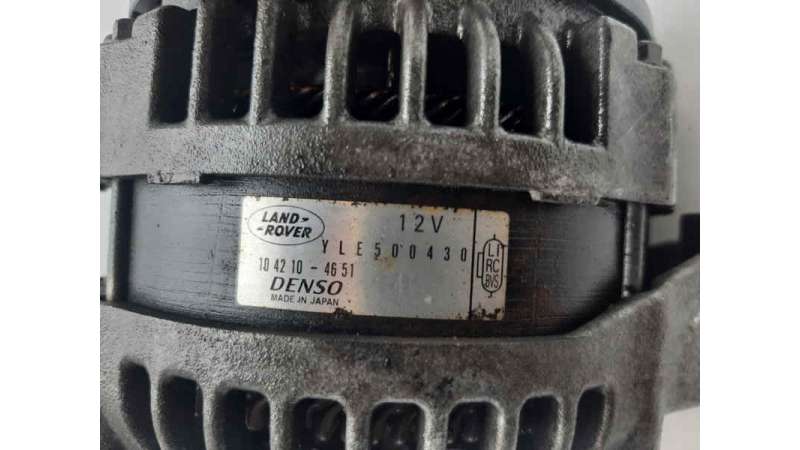 LAND-
-ROVER
12V
YLE500430
104210-4651
DENSO
MADE IN JAPAN
LI
RC
BVS